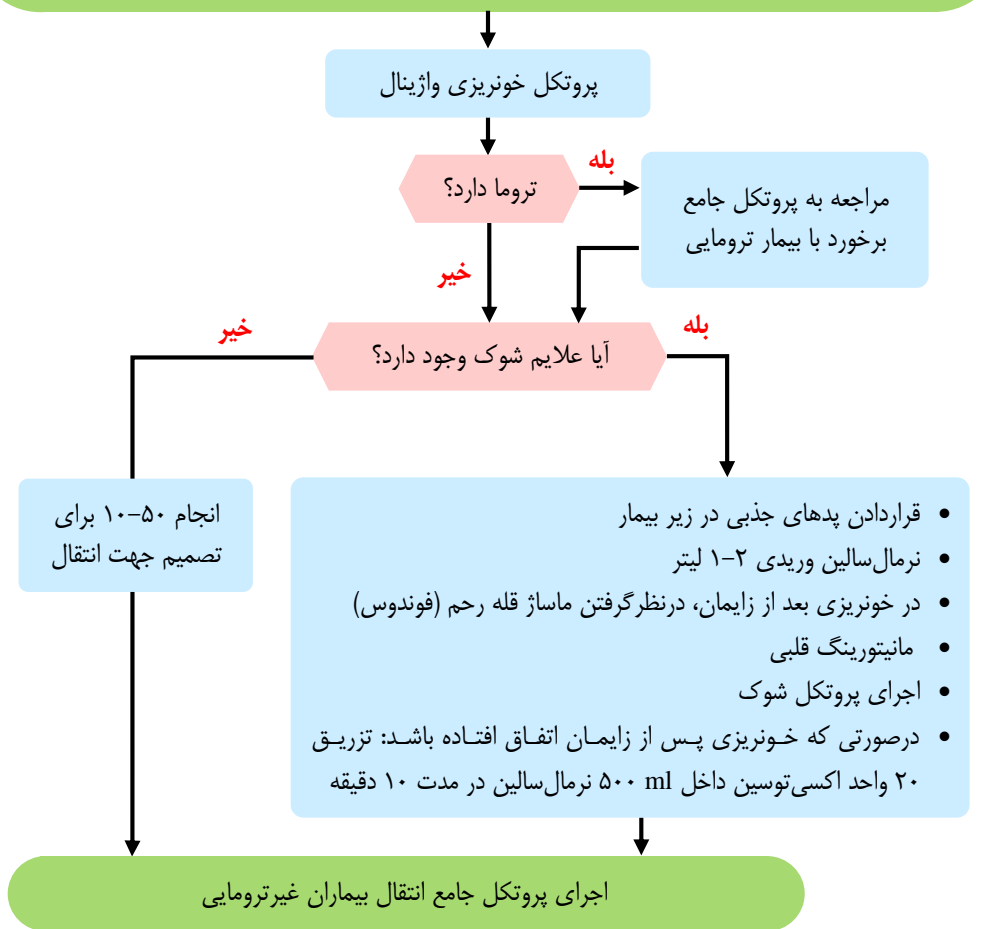 پروتکل خونریزی واژینال
تروما دارد؟
بله
مراجعه به پروتکل جامع
برخورد با بیمار ترومایی
خیر
آیا علایم شوک وجود دارد؟
بله
خیر
• قراردادن پدهای جذبی در زیر بیمار
• نرمال‌سالین وریدی ۲–۱ لیتر
• در خونریزی بعد از زایمان، درنظرگرفتن ماساژ قله رحم (فوندوس)
• مانیتورینگ قلبی
• اجرای پروتکل شوک
• درصورتی که خونریزی پس از زایمان اتفاق افتاده باشد: تزریق
۲۰ واحد اکسی‌توسین داخل ۵۰۰ ml نرمال‌سالین در مدت ۱۰ دقیقه
انجام ۵۰–۱۰ برای
تصمیم جهت انتقال
اجرای پروتکل جامع انتقال بیماران غیرترومایی